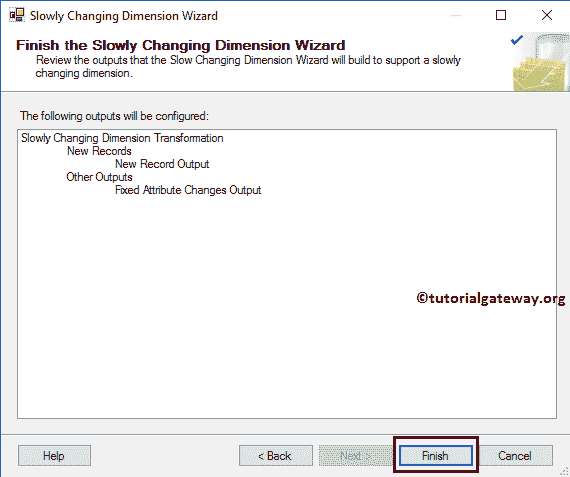 Slowly Changing Dimension Wizard
Finish the Slowly Changing Dimension Wizard
Review the outputs that the Slow Changing Dimension Wizard will build to support a slowly
changing dimension.
The following outputs will be configured:
Slowly Changing Dimension Transformation
New Records
New Record Output
Other Outputs
Fixed Attribute Changes Output
©tutorialgateway.org
Help
< Back
Next >
Finish
Cancel